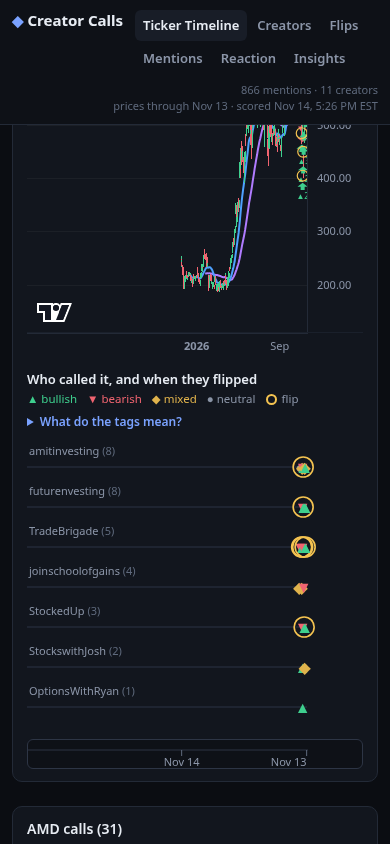 Creator Calls
Ticker Timeline
Creators
Flips
Mentions
Reaction
Insights
866 mentions · 11 creators
prices through Nov 13 · scored Nov 14, 5:26 PM EST
500.00
400.00
300.00
200.00
2026
Sep
Who called it, and when they flipped
bullish bearish mixed neutral flip
What do the tags mean?
amitinvesting (8)
futurenvesting (8)
TradeBrigade (5)
joinschoolofgains (4)
StockedUp (3)
StockswithJosh (2)
OptionsWithRyan (1)
Nov 14
Nov 13
AMD calls (31)